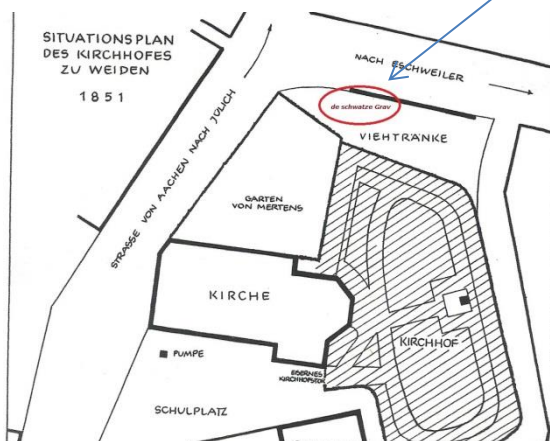 SITUATIONSPLAN
DES KIRCHHOFES
ZU WEIDEN
1851
NACH ESCHWEILER
de schwatze Grav
VIEHTRÄNKE
STRASSE VON AACHEN NACH JÜLICH
GARTEN
VON MERTENS
KIRCHE
KIRCHHOF
PUMPE
EISERNES
KIRCHHOFSTOR
SCHULPLATZ